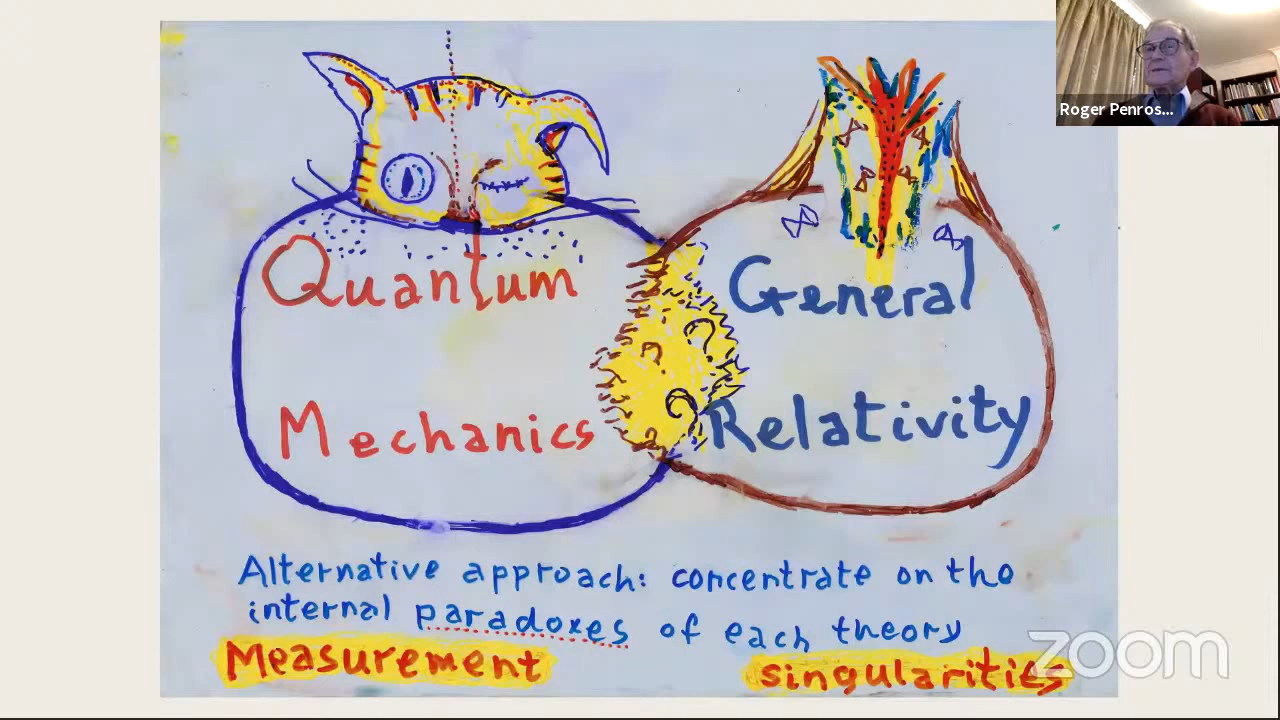 Roger Penros...
Quantum
Mechanics
General
Relativity
Alternative approach: concentrate on the
internal paradoxes of each theory
Measurement
singularities
zoom